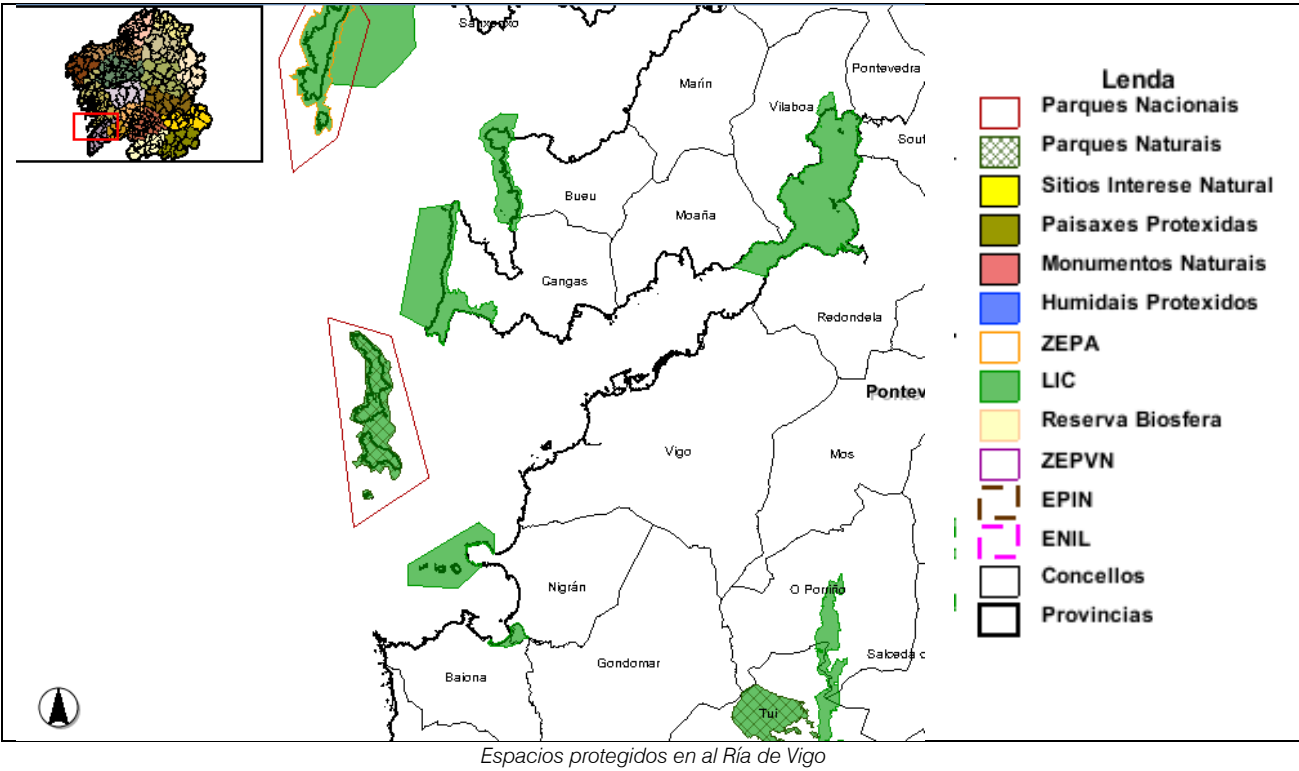 Sanxenxo
Marín
Pontevedra
Vilaboa
Sout
Bueu
Moaña
Cangas
Redondela
Pontev
Vigo
Mos
Nigrán
O Porriño
Gondomar
Salceda c
Baiona
Tui
Lenda
Parques Nacionais
Parques Naturais
Sitios Interese Natural
Paisaxes Protexidas
Monumentos Naturais
Humidais Protexidos
ZEPA
LIC
Reserva Biosfera
ZEPVN
EPIN
ENIL
Concellos
Provincias
Espacios protegidos en al Ría de Vigo